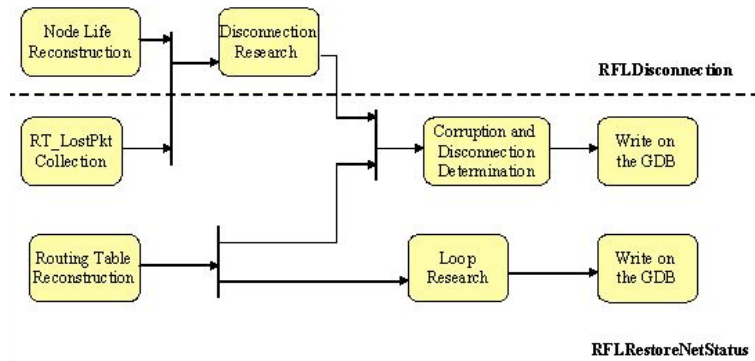 Node Life
Reconstruction
Disconnection
Research
RFLDisconnection
RT_LostPkt
Collection
Corruption and
Disconnection
Determination
Write on
the GDB
Routing Table
Reconstruction
Loop
Research
Write on
the GDB
RFLRestoreNetStatus